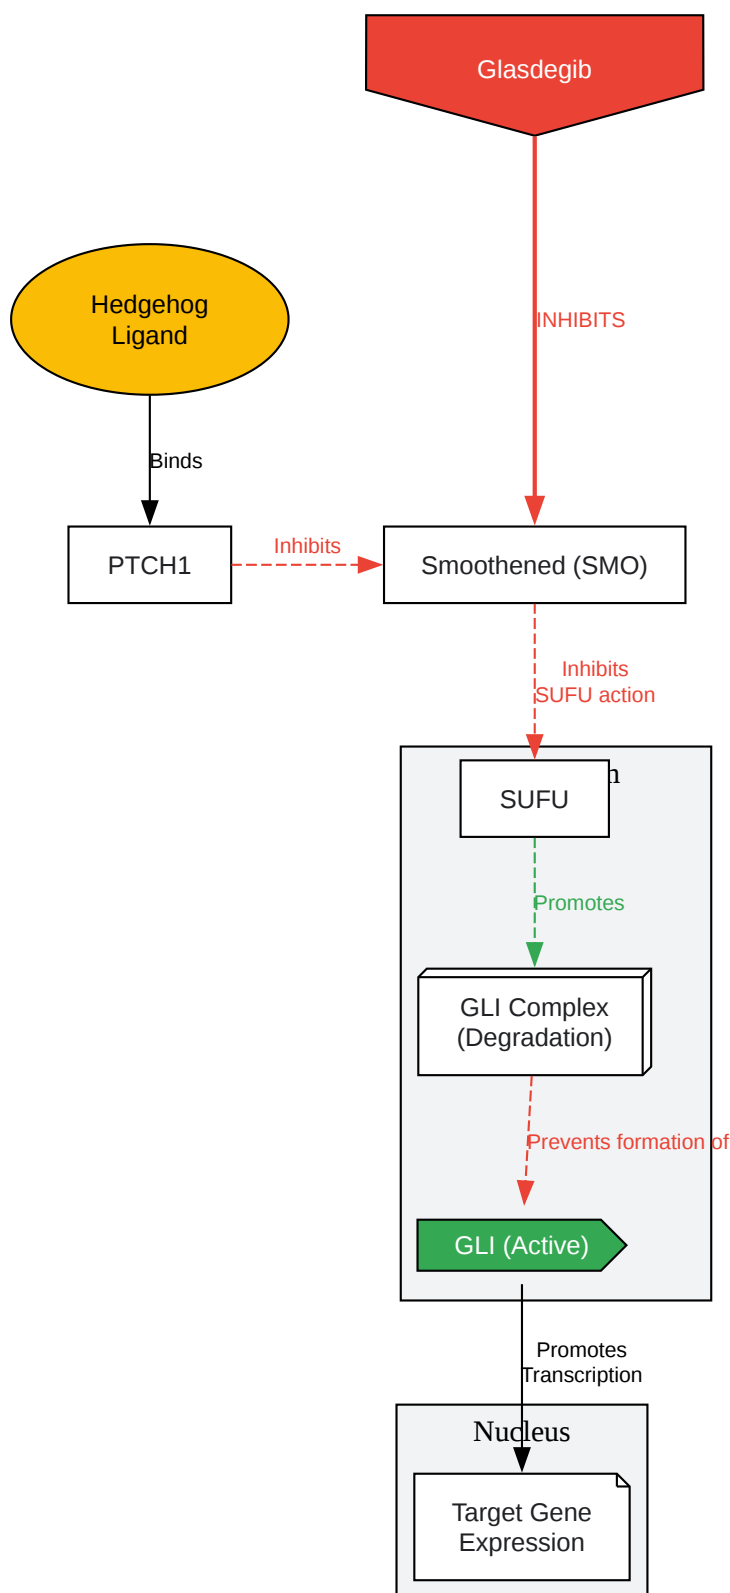 Glasdegib
INHIBITS
Hedgehog
Ligand
Binds
PTCH1
Inhibits
Smoothened (SMO)
Inhibits
SUFU action
SUFU
Promotes
GLI Complex
(Degradation)
Prevents formation of
GLI (Active)
Promotes
Transcription
Nucleus
Target Gene
Expression